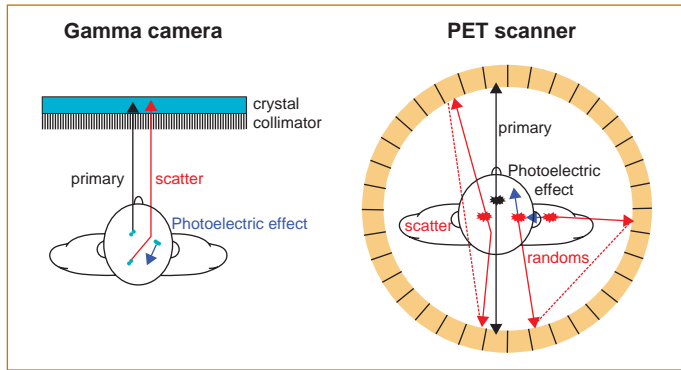 Gamma camera
crystal
collimator
primary
scatter
Photoelectric effect
PET scanner
primary
Photoelectric
effect
scatter
randoms